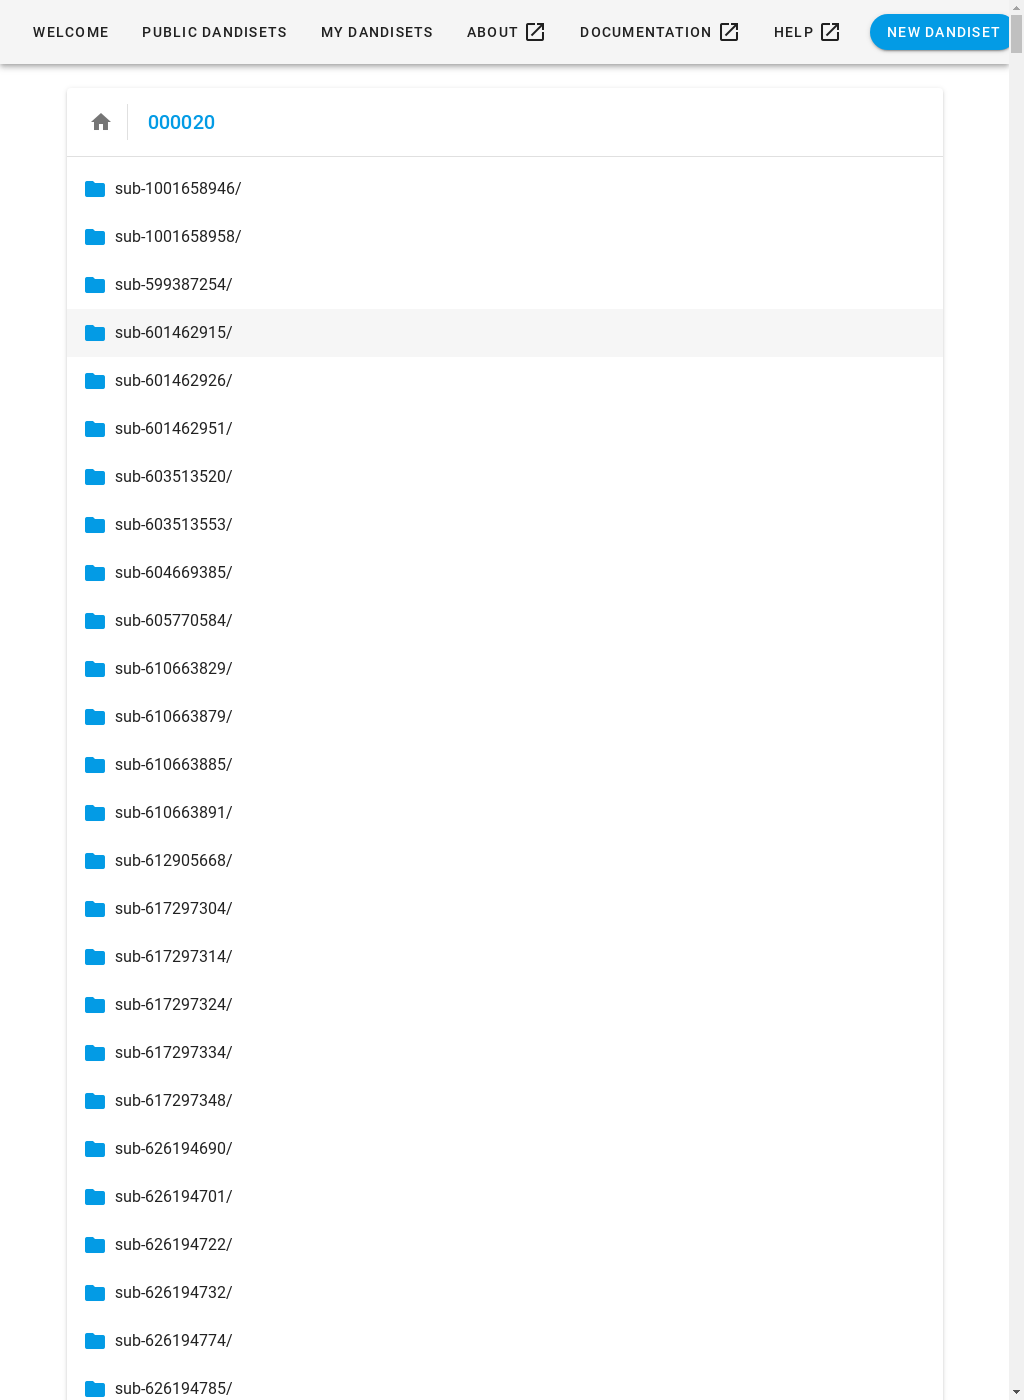 WELCOME PUBLIC DANDISETS MY DANDISETS ABOUT DOCUMENTATION HELP NEW DANDISET
000020
sub-1001658946/
sub-1001658958/
sub-599387254/
sub-601462915/
sub-601462926/
sub-601462951/
sub-603513520/
sub-603513553/
sub-604669385/
sub-605770584/
sub-610663829/
sub-610663879/
sub-610663885/
sub-610663891/
sub-612905668/
sub-617297304/
sub-617297314/
sub-617297324/
sub-617297334/
sub-617297348/
sub-626194690/
sub-626194701/
sub-626194722/
sub-626194732/
sub-626194774/
sub-626194785/